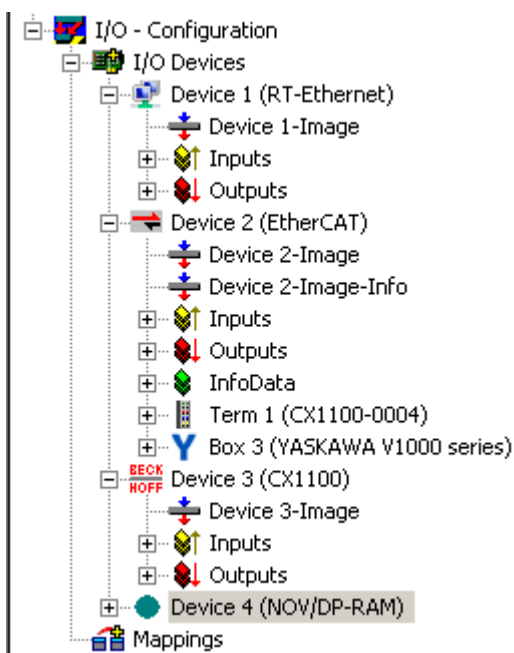 I/O - Configuration
I/O Devices
Device 1 (RT-Ethernet)
Device 1-Image
Inputs
Outputs
Device 2 (EtherCAT)
Device 2-Image
Device 2-Image-Info
Inputs
Outputs
InfoData
Term 1 (CX1100-0004)
Box 3 (YASKAWA V1000 series)
BECK
HOFF
Device 3 (CX1100)
Device 3-Image
Inputs
Outputs
Device 4 (NOV/DP-RAM)
Mappings